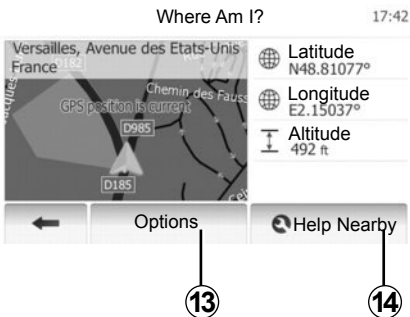 Where Am I?
17:42
Versailles, Avenue des Etats-Unis
France
D182
Chemin des Fauss
GPS position is current
D985
D185
Latitude
N48.81077°
Longitude
E2.15037°
Altitude
492 ft
Options
Help Nearby
13
14